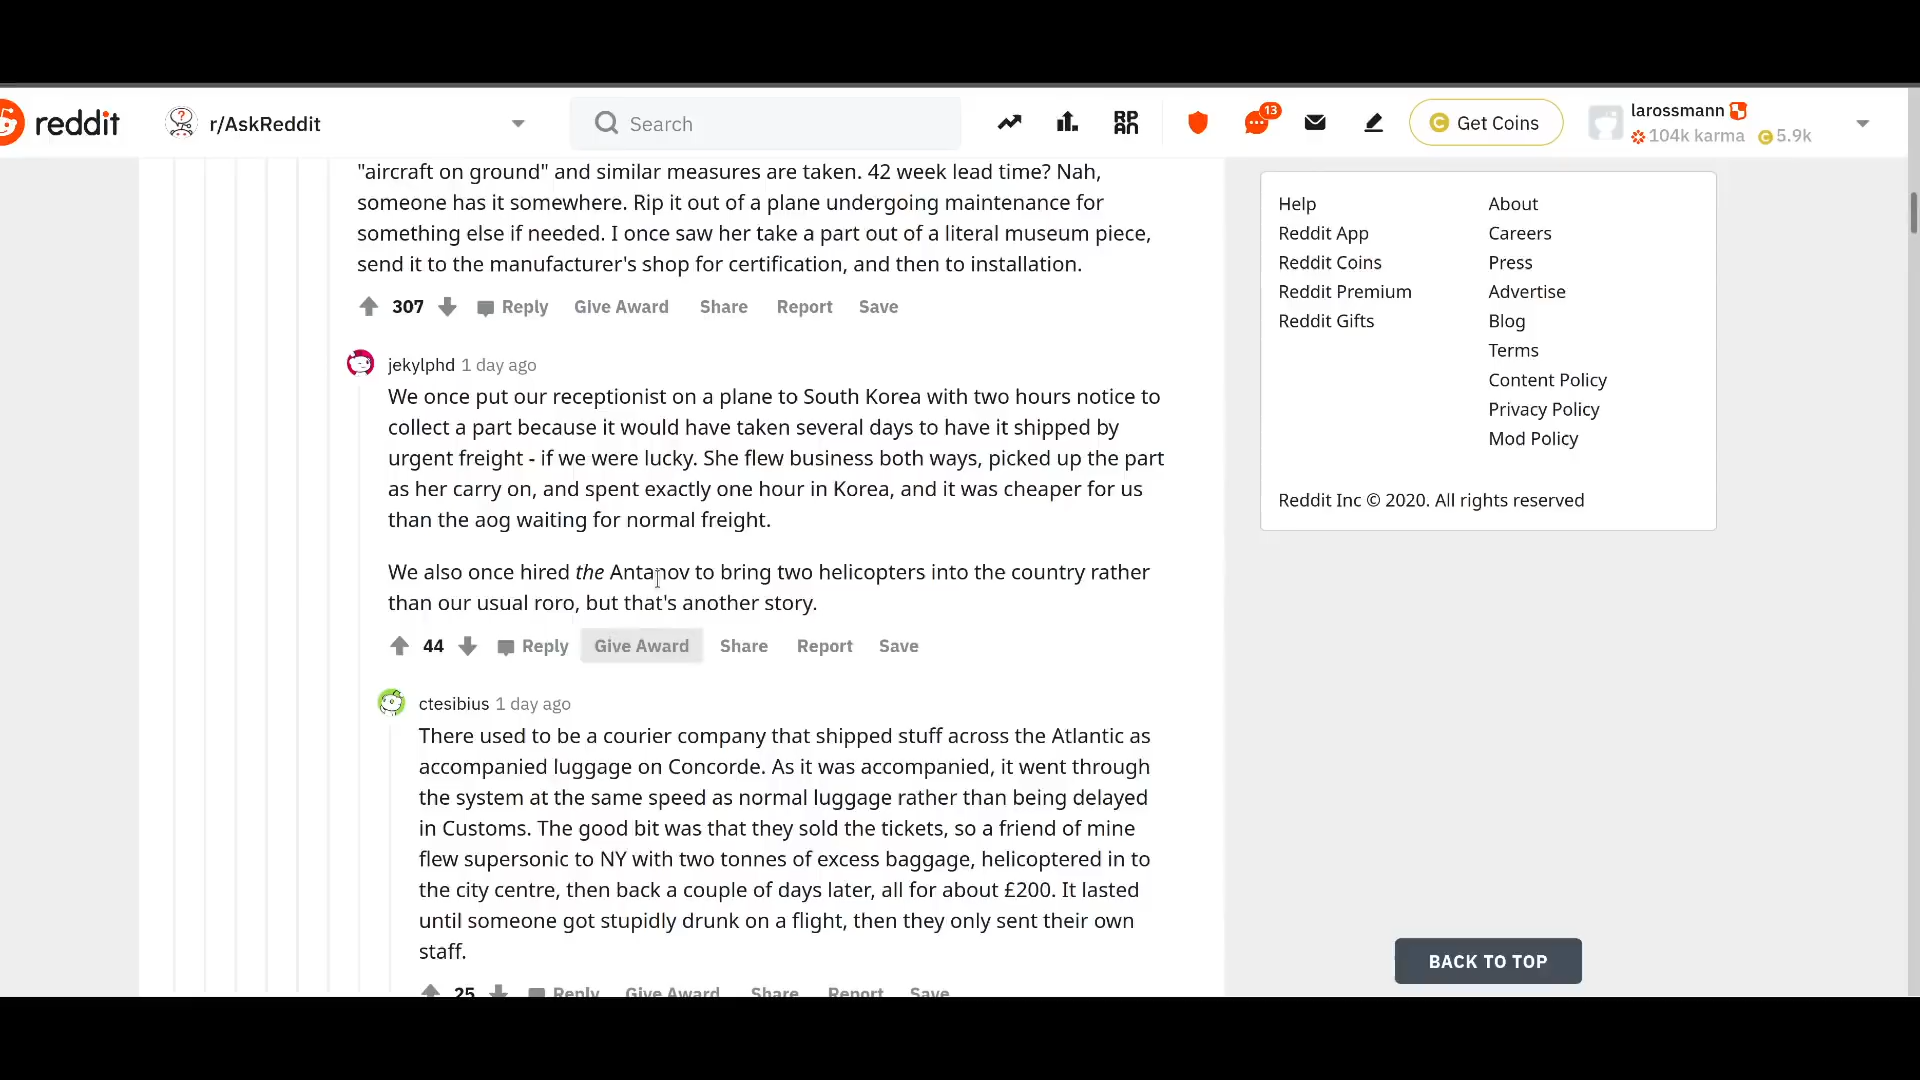 reddit
r/AskReddit
Search
RPAN
13
Get Coins
larossmann
104k karma
5.9k
"aircraft on ground" and similar measures are taken. 42 week lead time? Nah,
someone has it somewhere. Rip it out of a plane undergoing maintenance for
something else if needed. I once saw her take a part out of a literal museum piece,
send it to the manufacturer's shop for certification, and then to installation.
307 Reply Give Award Share Report Save
jekylphd 1 day ago
We once put our receptionist on a plane to South Korea with two hours notice to
collect a part because it would have taken several days to have it shipped by
urgent freight - if we were lucky. She flew business both ways, picked up the part
as her carry on, and spent exactly one hour in Korea, and it was cheaper for us
than the aog waiting for normal freight.
We also once hired the Antanov to bring two helicopters into the country rather
than our usual roro, but that's another story.
44 Reply Give Award Share Report Save
ctesibius 1 day ago
There used to be a courier company that shipped stuff across the Atlantic as
accompanied luggage on Concorde. As it was accompanied, it went through
the system at the same speed as normal luggage rather than being delayed
in Customs. The good bit was that they sold the tickets, so a friend of mine
flew supersonic to NY with two tonnes of excess baggage, helicoptered in to
the city centre, then back a couple of days later, all for about £200. It lasted
until someone got stupidly drunk on a flight, then they only sent their own
staff.
25 Reply Give Award Share Report Save
Help About
Reddit App Careers
Reddit Coins Press
Reddit Premium Advertise
Reddit Gifts Blog
Terms
Content Policy
Privacy Policy
Mod Policy
Reddit Inc © 2020. All rights reserved
BACK TO TOP